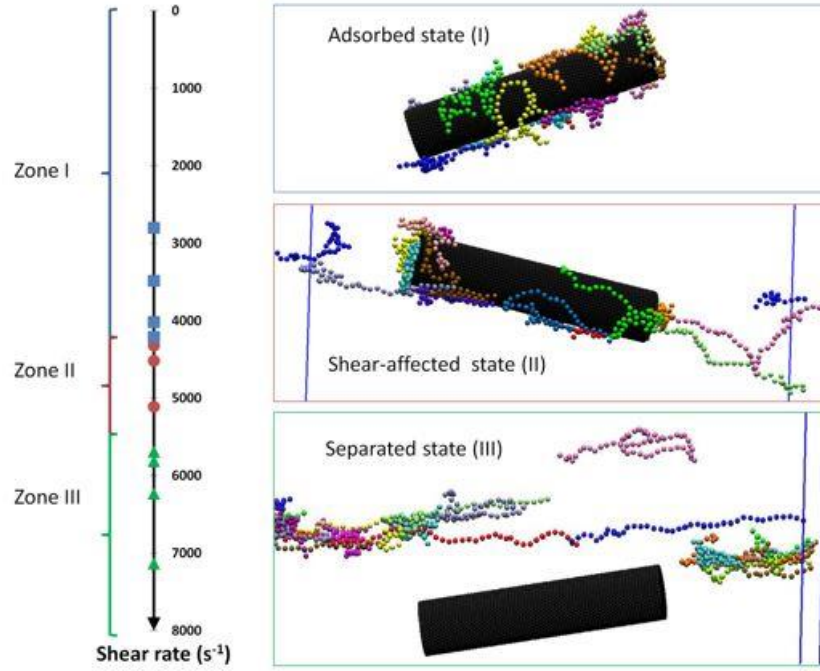 0
1000
2000
Zone I
3000
4000
Zone II
5000
6000
Zone III
7000
8000
Shear rate (s⁻¹)
Adsorbed state (I)
Shear-affected state (II)
Separated state (III)